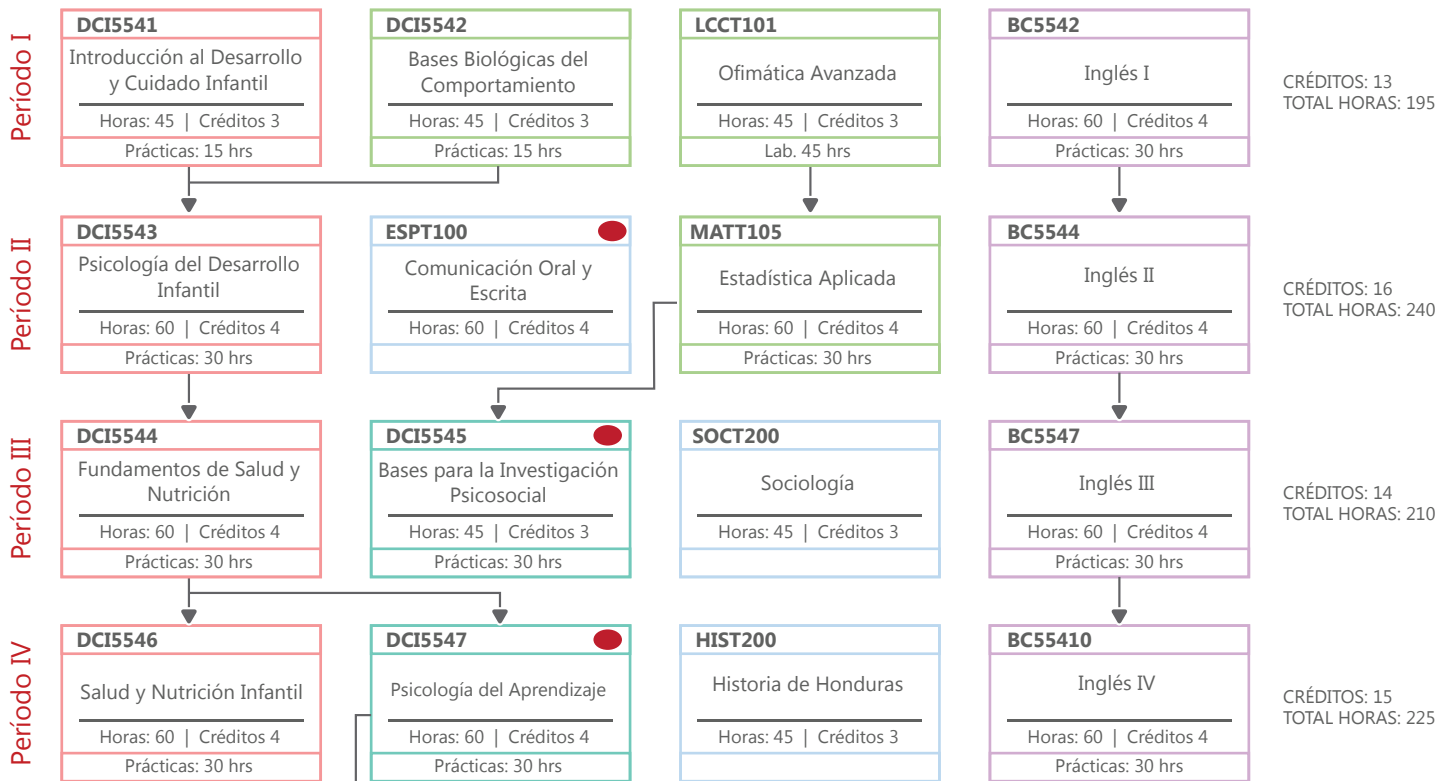 Período I
DCI5541
Introducción al Desarrollo
y Cuidado Infantil
Horas: 45 | Créditos 3
Prácticas: 15 hrs
DCI5542
Bases Biológicas del
Comportamiento
Horas: 45 | Créditos 3
Prácticas: 15 hrs
LCCT101
Ofimática Avanzada
Horas: 45 | Créditos 3
Lab. 45 hrs
BC5542
Inglés I
Horas: 60 | Créditos 4
Prácticas: 30 hrs
CRÉDITOS: 13
TOTAL HORAS: 195
Período II
DCI5543
Psicología del Desarrollo
Infantil
Horas: 60 | Créditos 4
Prácticas: 30 hrs
ESPT100
Comunicación Oral y
Escrita
Horas: 60 | Créditos 4
MATT105
Estadística Aplicada
Horas: 60 | Créditos 4
Prácticas: 30 hrs
BC5544
Inglés II
Horas: 60 | Créditos 4
Prácticas: 30 hrs
CRÉDITOS: 16
TOTAL HORAS: 240
Período III
DCI5544
Fundamentos de Salud y
Nutrición
Horas: 60 | Créditos 4
Prácticas: 30 hrs
DCI5545
Bases para la Investigación
Psicosocial
Horas: 45 | Créditos 3
Prácticas: 30 hrs
SOCT200
Sociología
Horas: 45 | Créditos 3
BC5547
Inglés III
Horas: 60 | Créditos 4
Prácticas: 30 hrs
CRÉDITOS: 14
TOTAL HORAS: 210
Período IV
DCI5546
Salud y Nutrición Infantil
Horas: 60 | Créditos 4
Prácticas: 30 hrs
DCI5547
Psicología del Aprendizaje
Horas: 60 | Créditos 4
Prácticas: 30 hrs
HIST200
Historia de Honduras
Horas: 45 | Créditos 3
BC55410
Inglés IV
Horas: 60 | Créditos 4
Prácticas: 30 hrs
CRÉDITOS: 15
TOTAL HORAS: 225